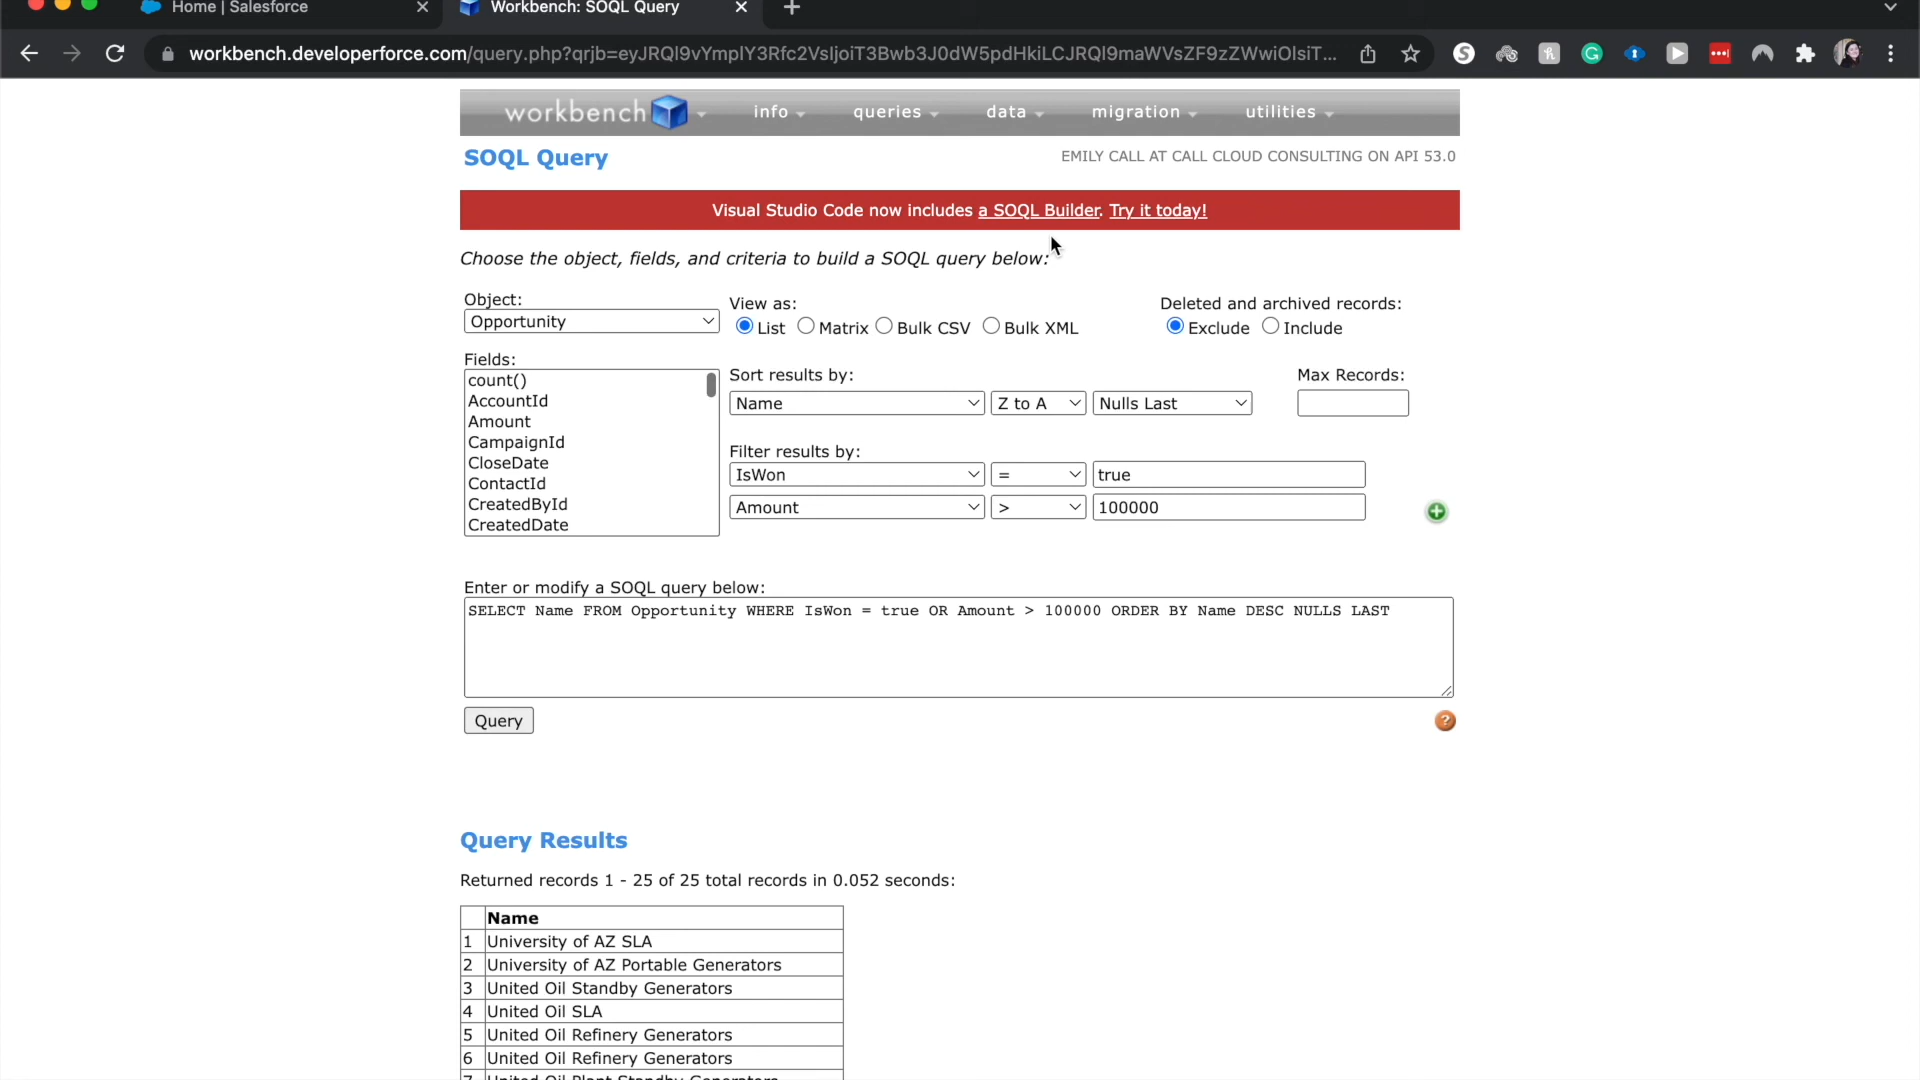 Home | Salesforce
Workbench: SOQL Query
workbench.developerforce.com/query.php?qrjb=eyJRQl9vYmplY3Rfc2VsIjoiT3Bwb3J0dW5pdHkiLCJRQl9maWVsZF9zZWwiOlsiT...
workbench info queries data migration utilities
SOQL Query
EMILY CALL AT CALL CLOUD CONSULTING ON API 53.0
Visual Studio Code now includes a SOQL Builder. Try it today!
Choose the object, fields, and criteria to build a SOQL query below:
Object:
Opportunity
View as:
List Matrix Bulk CSV Bulk XML
Deleted and archived records:
Exclude Include
Fields:
count()
AccountId
Amount
CampaignId
CloseDate
ContactId
CreatedById
CreatedDate
Sort results by:
Name Z to A Nulls Last
Max Records:
Filter results by:
IsWon = true
Amount > 100000
Enter or modify a SOQL query below:
SELECT Name FROM Opportunity WHERE IsWon = true OR Amount > 100000 ORDER BY Name DESC NULLS LAST
Query
Query Results
Returned records 1 - 25 of 25 total records in 0.052 seconds:
Name
1 University of AZ SLA
2 University of AZ Portable Generators
3 United Oil Standby Generators
4 United Oil SLA
5 United Oil Refinery Generators
6 United Oil Refinery Generators
7 United Oil Plant Standby Generators